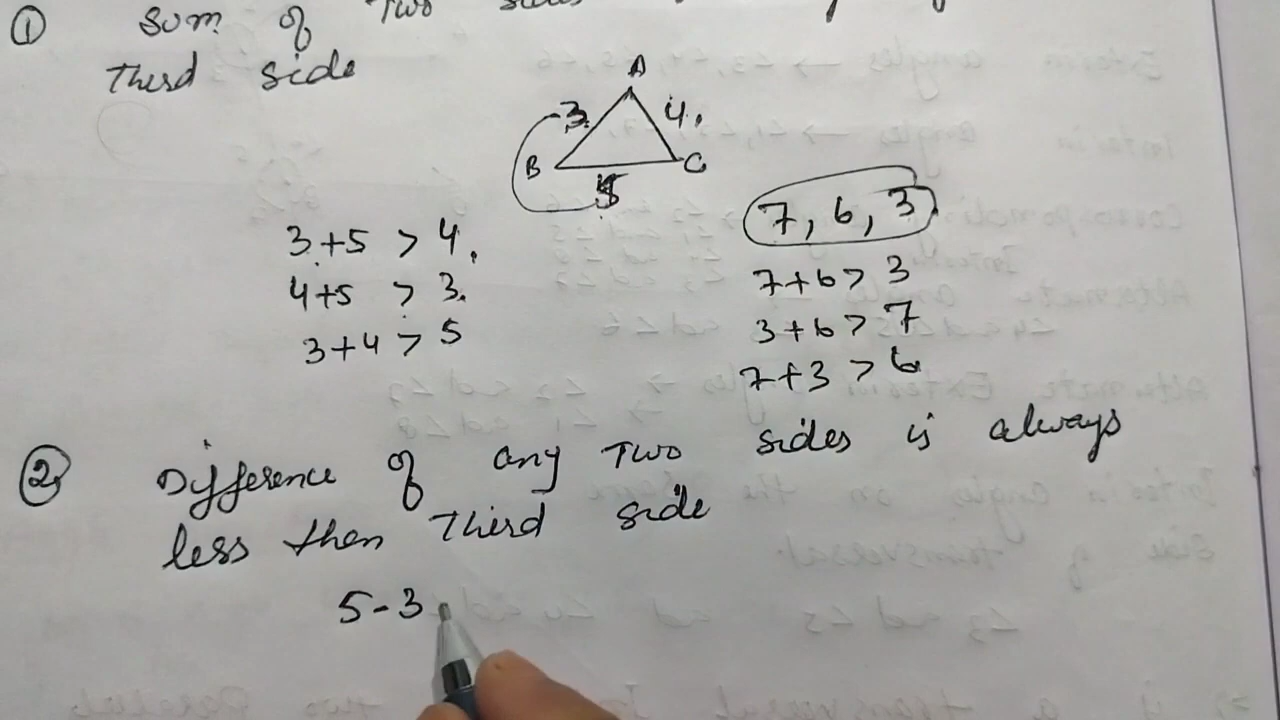 ① Sum of Two
Third side
A
3 4.
B C
5
7, 6, 3
3+5 > 4.
4+5 > 3.
3+4 > 5
7+6 > 3
3+6 > 7
7+3 > 6
② Difference of any Two sides is always
less then Third side
5-3